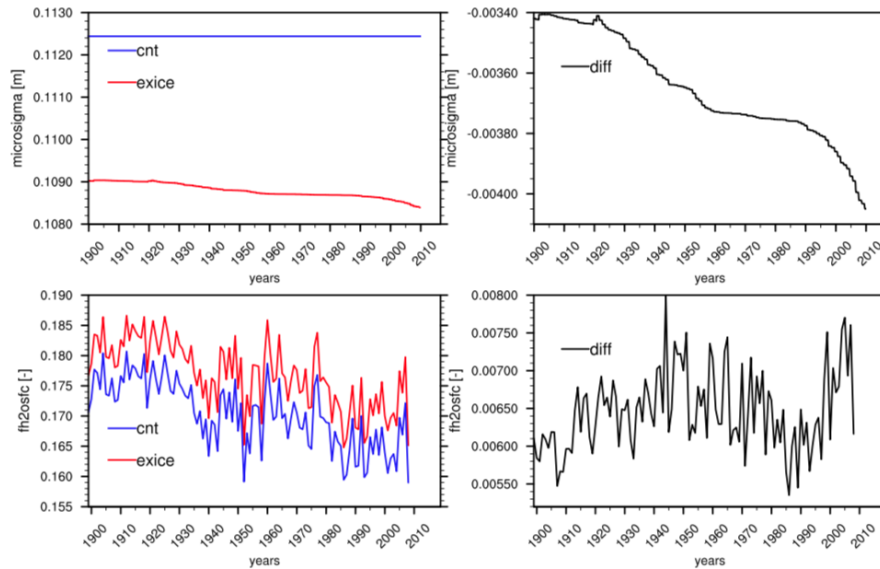 0.1130
0.1120
0.1110
0.1100
0.1090
0.1080
microsigma [m]
cnt
exice
1900 1910 1920 1930 1940 1950 1960 1970 1980 1990 2000 2010
years
-0.00340
-0.00360
-0.00380
-0.00400
microsigma [m]
diff
1900 1910 1920 1930 1940 1950 1960 1970 1980 1990 2000 2010
years
0.190
0.185
0.180
0.175
0.170
0.165
0.160
0.155
fh2osfc [-]
cnt
exice
1900 1910 1920 1930 1940 1950 1960 1970 1980 1990 2000 2010
years
0.00800
0.00750
0.00700
0.00650
0.00600
0.00550
fh2osfc [-]
diff
1900 1910 1920 1930 1940 1950 1960 1970 1980 1990 2000 2010
years